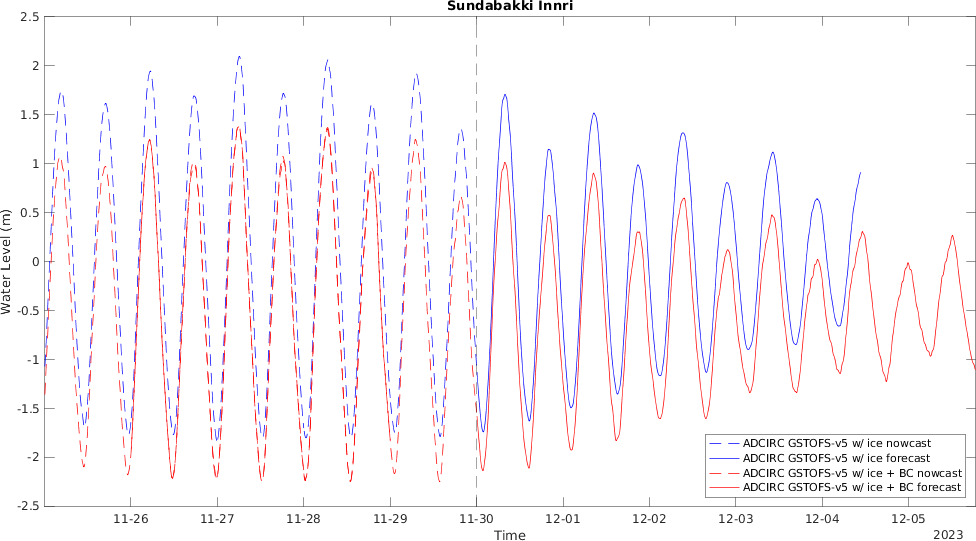 Sundabakki Innri
2.5
2
1.5
1
0.5
0
-0.5
-1
-1.5
-2
-2.5
Water Level (m)
ADCIRC GSTOFS-v5 w/ ice nowcast
ADCIRC GSTOFS-v5 w/ ice forecast
ADCIRC GSTOFS-v5 w/ ice + BC nowcast
ADCIRC GSTOFS-v5 w/ ice + BC forecast
11-26 11-27 11-28 11-29 11-30 12-01 12-02 12-03 12-04 12-05
Time
2023